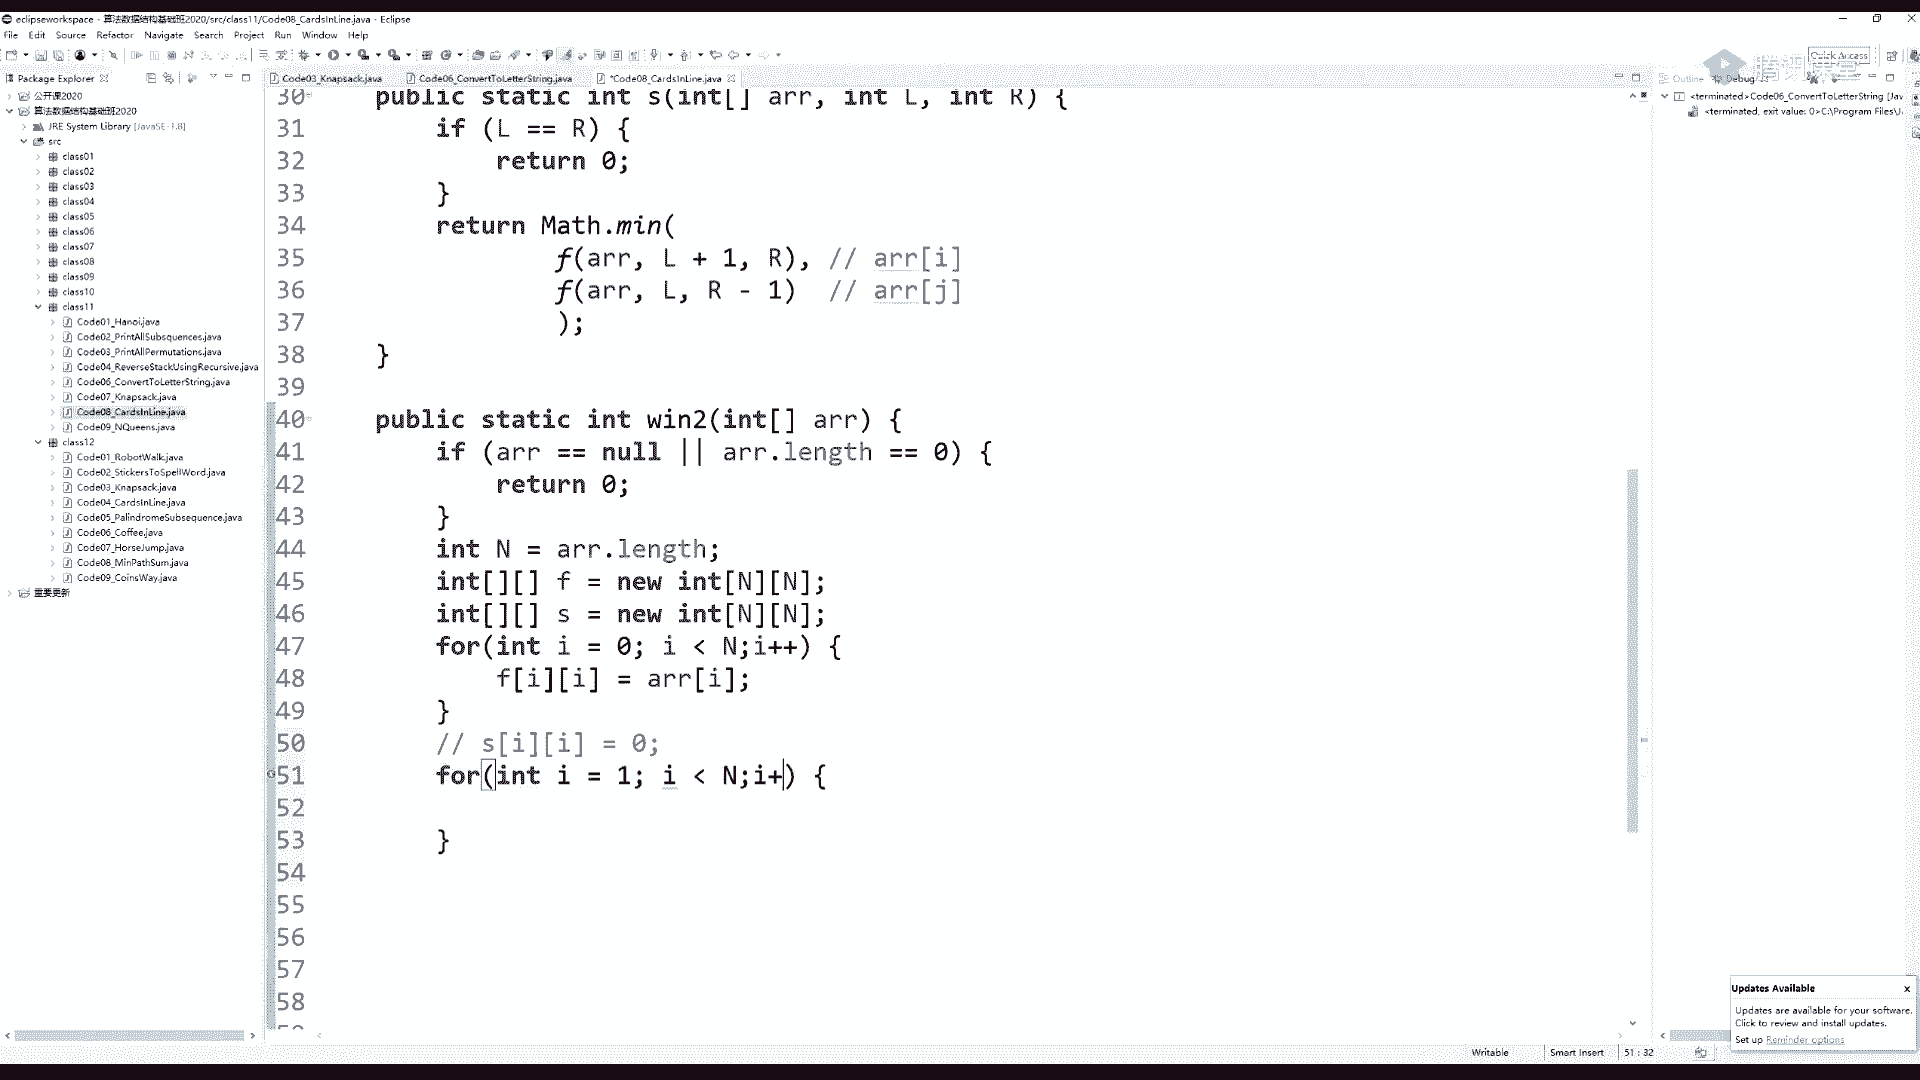 eclipseworkspace - 算法数据结构基础班2020/src/class11/Code08_CardsInLine.java - Eclipse
File Edit Source Refactor Navigate Search Project Run Window Help
Quick Access
腾讯课堂
Package Explorer
Code03_Knapsack.java
Code06_ConvertToLetterString.java
*Code08_CardsInLine.java
Outline
Debug
公开课2020
算法数据结构基础班2020
JRE System Library [JavaSE-1.8]
src
class01
class02
class03
class04
class05
class06
class07
class08
class09
class10
class11
Code01_Hanoi.java
Code02_PrintAllSubsquences.java
Code03_PrintAllPermutations.java
Code04_ReverseStackUsingRecursive.java
Code06_ConvertToLetterString.java
Code07_Knapsack.java
Code08_CardsInLine.java
Code09_NQueens.java
class12
Code01_RobotWalk.java
Code02_StickersToSpellWord.java
Code03_Knapsack.java
Code04_CardsInLine.java
Code05_PalindromeSubsequence.java
Code06_Coffee.java
Code07_HorseJump.java
Code08_MinPathSum.java
Code09_CoinsWay.java
重要更新
30 public static int s(int[] arr, int L, int R) {
31 if (L == R) {
32 return 0;
33 }
34 return Math.min(
35 f(arr, L + 1, R), // arr[i]
36 f(arr, L, R - 1) // arr[j]
37 );
38 }
39
40 public static int win2(int[] arr) {
41 if (arr == null || arr.length == 0) {
42 return 0;
43 }
44 int N = arr.length;
45 int[][] f = new int[N][N];
46 int[][] s = new int[N][N];
47 for(int i = 0; i < N;i++) {
48 f[i][i] = arr[i];
49 }
50 // s[i][i] = 0;
51 for(int i = 1; i < N;i+) {
52
53 }
54
55
56
57
58
<terminated>Code06_ConvertToLetterString [Jav
<terminated, exit value: 0>C:\Program Files\J
Updates Available
Updates are available for your software.
Click to review and install updates.
Set up Reminder options
Writable
Smart Insert
51 : 32